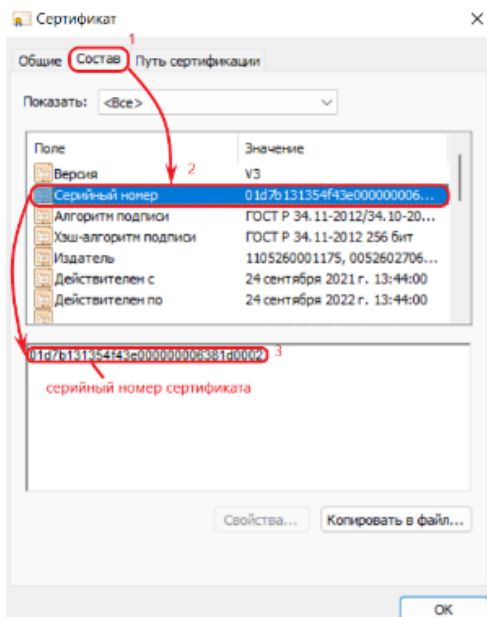 Сертификат
1
Общие Состав Путь сертификации
Показать: <Все>
Поле Значение
Версия V3
2
Серийный номер 01d7b131354f43e000000006...
Алгоритм подписи ГОСТ Р 34.11-2012/34.10-20...
Хэш-алгоритм подписи ГОСТ Р 34.11-2012 256 бит
Издатель 1105260001175, 0052602706...
Действителен с 24 сентября 2021 г. 13:44:00
Действителен по 24 сентября 2022 г. 13:44:00
01d7b131354f43e000000006381d0002 3
серийный номер сертификата
Свойства... Копировать в файл...
ОК